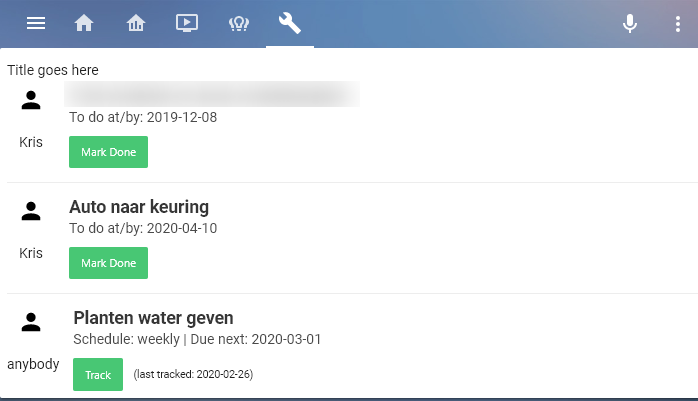 Title goes here
To do at/by: 2019-12-08
Kris
Mark Done
Auto naar keuring
To do at/by: 2020-04-10
Kris
Mark Done
Planten water geven
Schedule: weekly | Due next: 2020-03-01
anybody
Track
(last tracked: 2020-02-26)